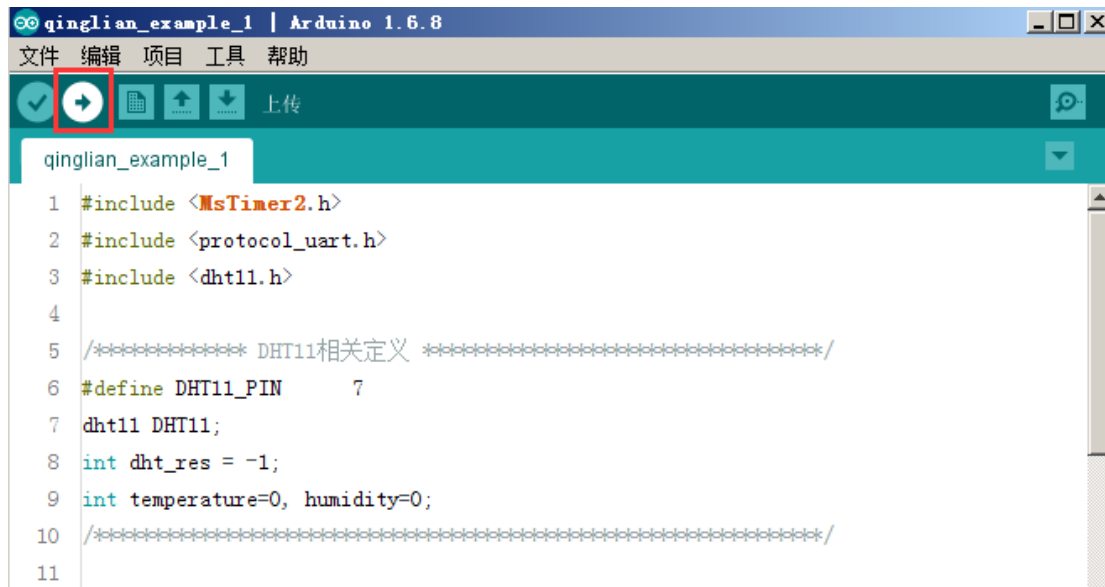 qinglian_example_1 | Arduino 1.6.8
文件 编辑 项目 工具 帮助
上传
qinglian_example_1
1 #include <MsTimer2.h>
2 #include <protocol_uart.h>
3 #include <dht11.h>
4
5 /************* DHT11相关定义 **********************************/
6 #define DHT11_PIN 7
7 dht11 DHT11;
8 int dht_res = -1;
9 int temperature=0, humidity=0;
10 /**************************************************************/
11